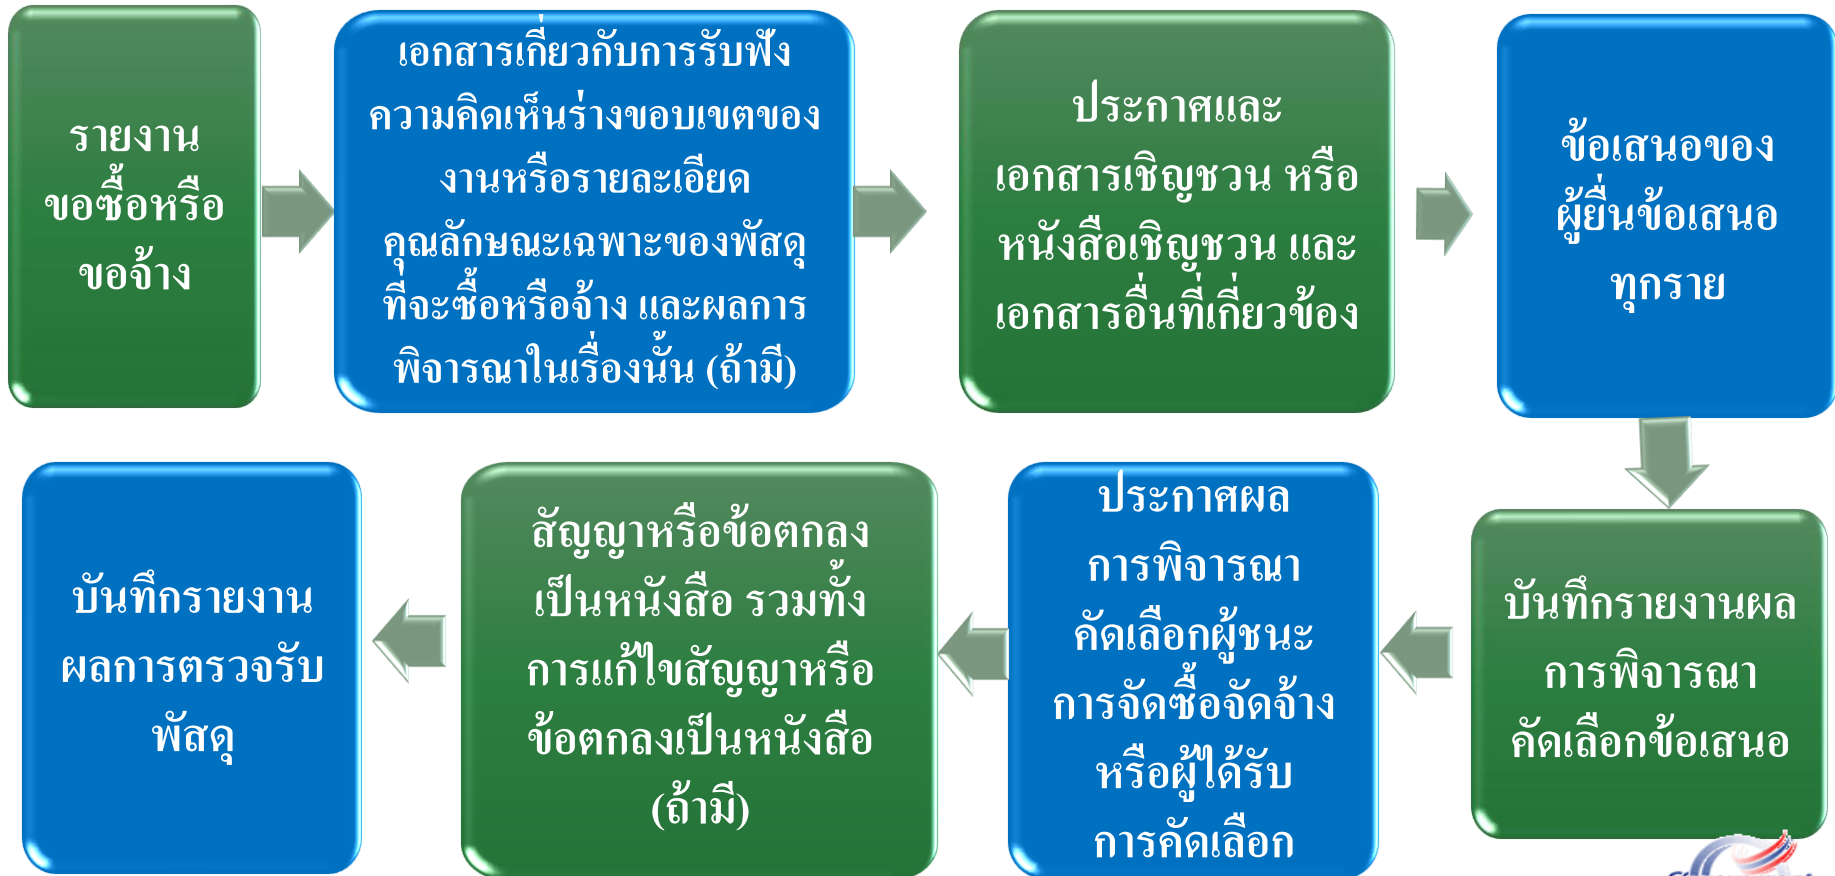 รายงาน
ขอซื้อหรือ
ขอจ้าง
เอกสารเกี่ยวกับการรับฟัง
ความคิดเห็นร่างขอบเขตของ
งานหรือรายละเอียด
คุณลักษณะเฉพาะของพัสดุ
ที่จะซื้อหรือจ้าง และผลการ
พิจารณาในเรื่องนั้น (ถ้ามี)
ประกาศและ
เอกสารเชิญชวน หรือ
หนังสือเชิญชวน และ
เอกสารอื่นที่เกี่ยวข้อง
ข้อเสนอของ
ผู้ยื่นข้อเสนอ
ทุกราย
บันทึกรายงานผล
การพิจารณา
คัดเลือกข้อเสนอ
ประกาศผล
การพิจารณา
คัดเลือกผู้ชนะ
การจัดซื้อจัดจ้าง
หรือผู้ได้รับ
การคัดเลือก
สัญญาหรือข้อตกลง
เป็นหนังสือ รวมทั้ง
การแก้ไขสัญญาหรือ
ข้อตกลงเป็นหนังสือ
(ถ้ามี)
บันทึกรายงาน
ผลการตรวจรับ
พัสดุ